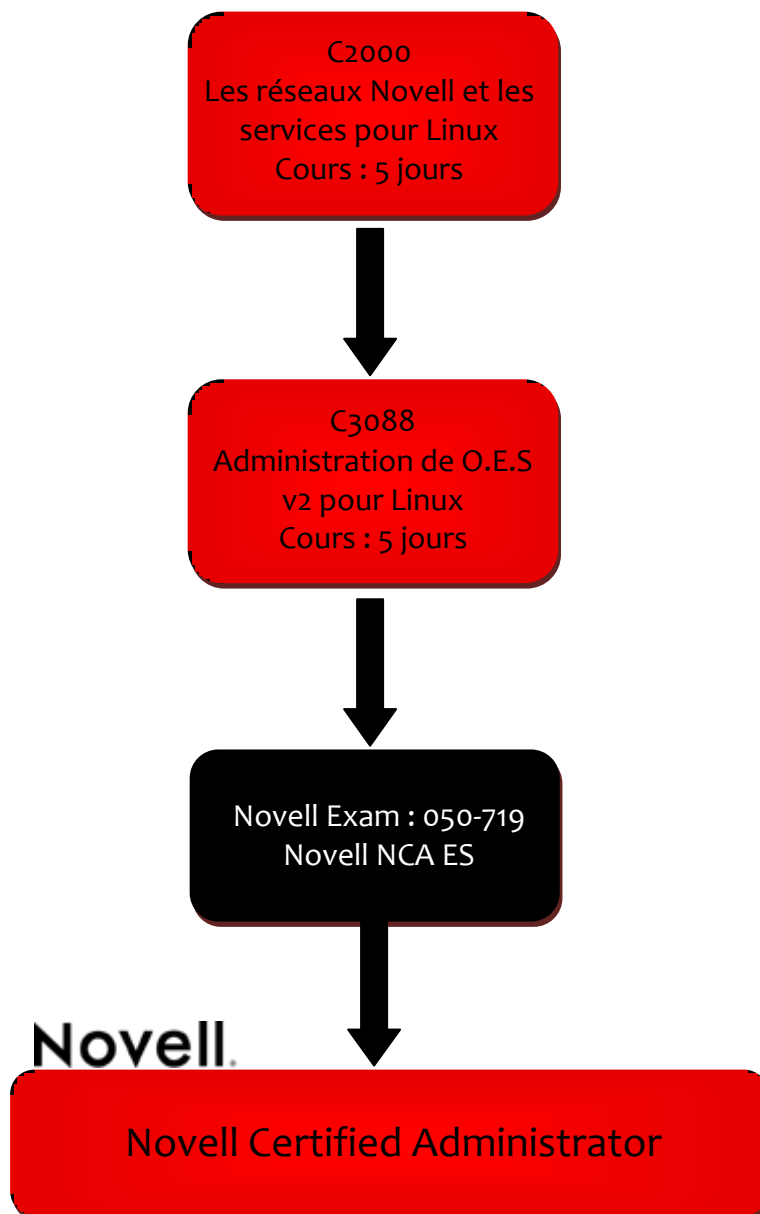 C2000
Les réseaux Novell et les
services pour Linux
Cours : 5 jours
C3088
Administration de O.E.S
v2 pour Linux
Cours : 5 jours
Novell Exam : 050-719
Novell NCA ES
Novell.
Novell Certified Administrator